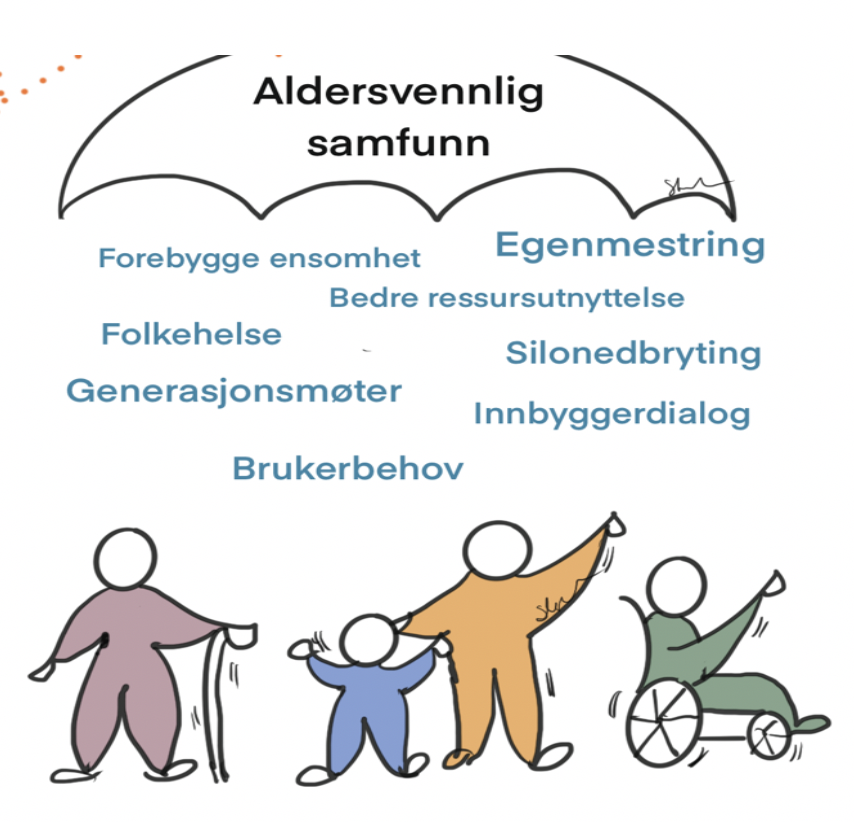 Aldersvennlig
samfunn
Forebygge ensomhet
Egenmestring
Bedre ressursutnyttelse
Folkehelse
Silonedbryting
Generasjonsmøter
Innbyggerdialog
Brukerbehov